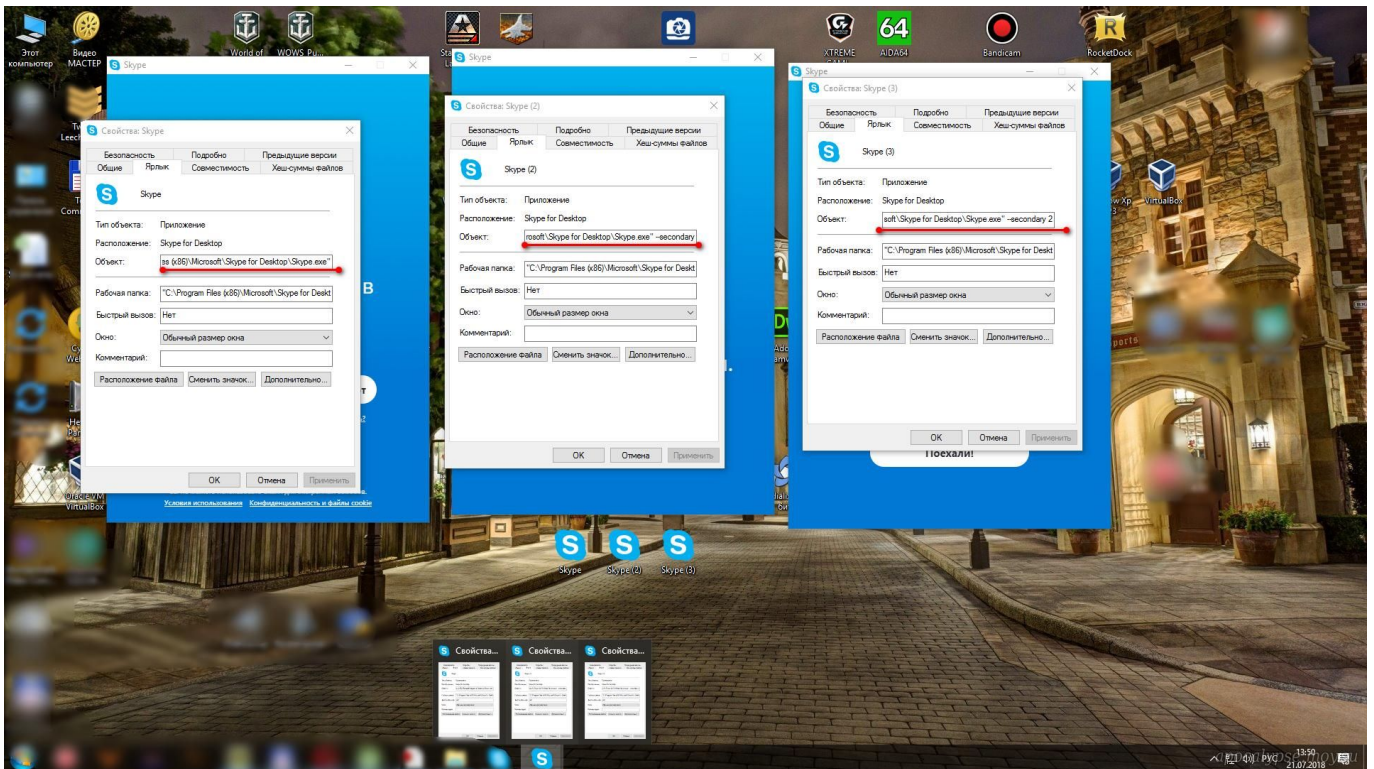 Этот
компьютер
Видео
МАСТЕР
World of
WOWS Pu...
XTREME
64
AIDA64
Bandicam
RocketDock
Skype
Свойства: Skype
Безопасность Подробно Предыдущие версии
Общие Ярлык Совместимость Хеш-суммы файлов
Skype
Тип объекта: Приложение
Расположение: Skype for Desktop
Объект: ss (x86)\Microsoft\Skype for Desktop\Skype.exe"
Рабочая папка: "C:\Program Files (x86)\Microsoft\Skype for Deskt
Быстрый вызов: Нет
Окно: Обычный размер окна
Комментарий:
Расположение файла Сменить значок... Дополнительно...
OK Отмена Применить
в
т
Условия использования Конфиденциальность и файлы cookie
Skype
Свойства: Skype (2)
Безопасность Подробно Предыдущие версии
Общие Ярлык Совместимость Хеш-суммы файлов
Skype (2)
Тип объекта: Приложение
Расположение: Skype for Desktop
Объект: rosoft\Skype for Desktop\Skype.exe" --secondary
Рабочая папка: "C:\Program Files (x86)\Microsoft\Skype for Deskt
Быстрый вызов: Нет
Окно: Обычный размер окна
Комментарий:
Расположение файла Сменить значок... Дополнительно...
OK Отмена Применить
Skype
Свойства: Skype (3)
Безопасность Подробно Предыдущие версии
Общие Ярлык Совместимость Хеш-суммы файлов
Skype (3)
Тип объекта: Приложение
Расположение: Skype for Desktop
Объект: soft\Skype for Desktop\Skype.exe" --secondary 2
Рабочая папка: "C:\Program Files (x86)\Microsoft\Skype for Deskt
Быстрый вызов: Нет
Окно: Обычный размер окна
Комментарий:
Расположение файла Сменить значок... Дополнительно...
OK Отмена Применить
Поехали!
VirtualBox
Oracle VM
VirtualBox
Skype
Skype (2)
Skype (3)
Свойства...
Свойства...
Свойства...
РУС
13:50
21.07.2018